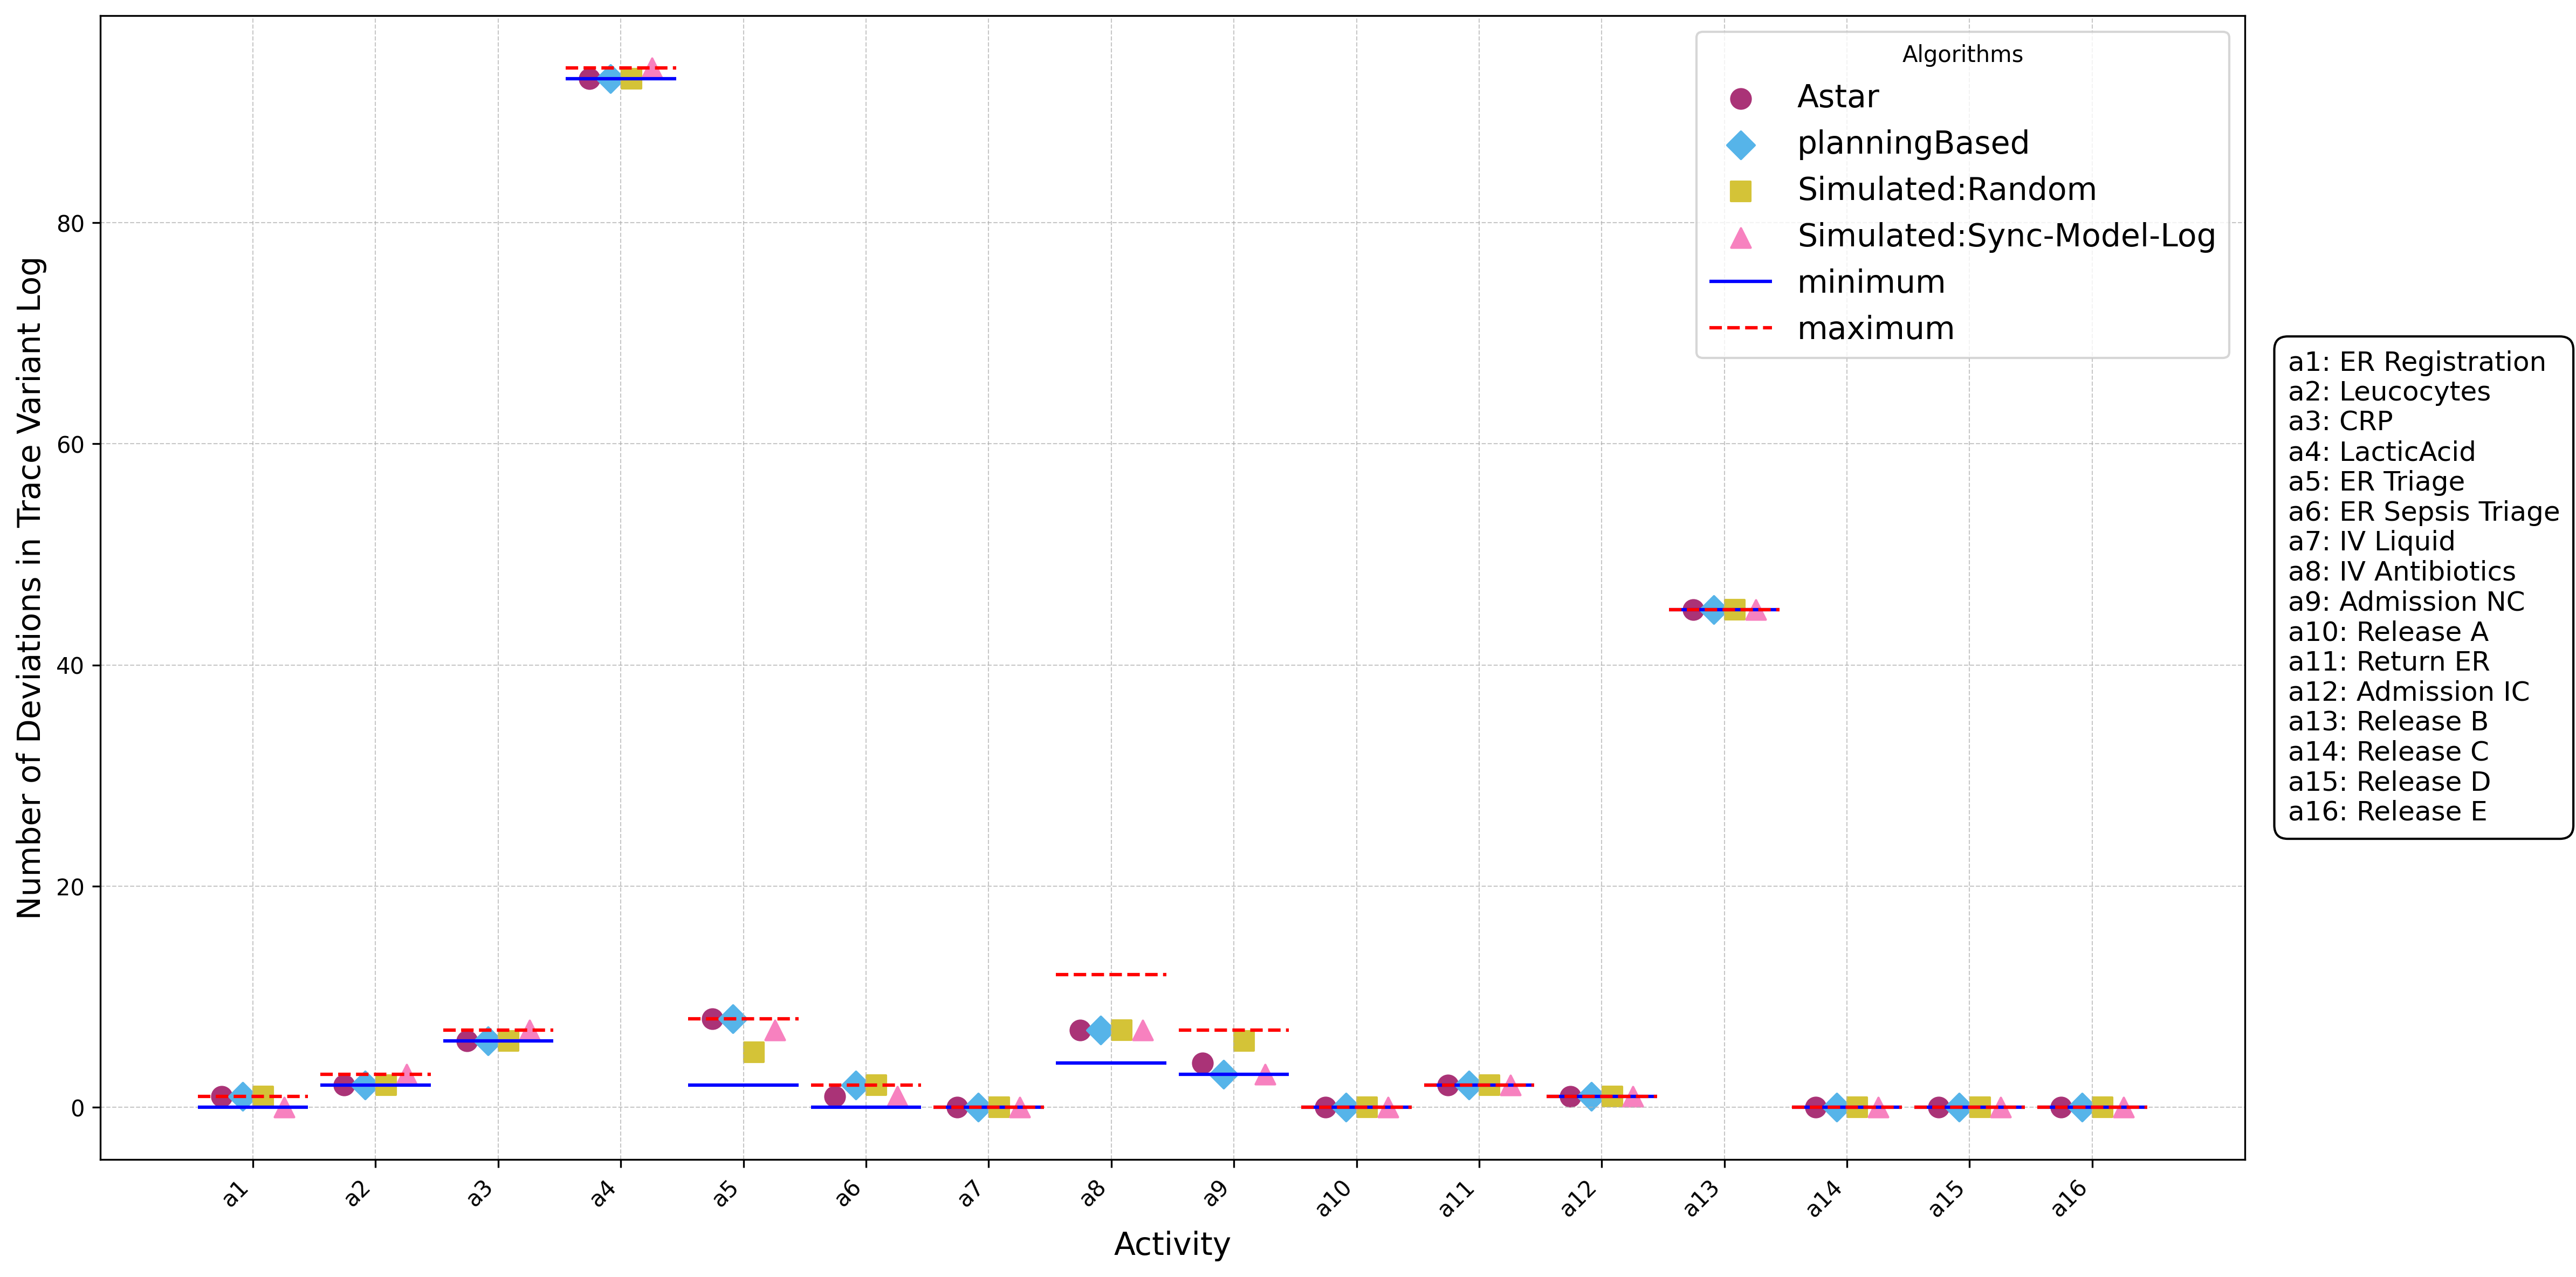 Number of Deviations in Trace Variant Log
80
60
40
20
0
a1
a2
a3
a4
a5
a6
a7
a8
a9
a10
a11
a12
a13
a14
a15
a16
Activity
Algorithms
Astar
planningBased
Simulated:Random
Simulated:Sync-Model-Log
minimum
maximum
a1: ER Registration
a2: Leucocytes
a3: CRP
a4: LacticAcid
a5: ER Triage
a6: ER Sepsis Triage
a7: IV Liquid
a8: IV Antibiotics
a9: Admission NC
a10: Release A
a11: Return ER
a12: Admission IC
a13: Release B
a14: Release C
a15: Release D
a16: Release E